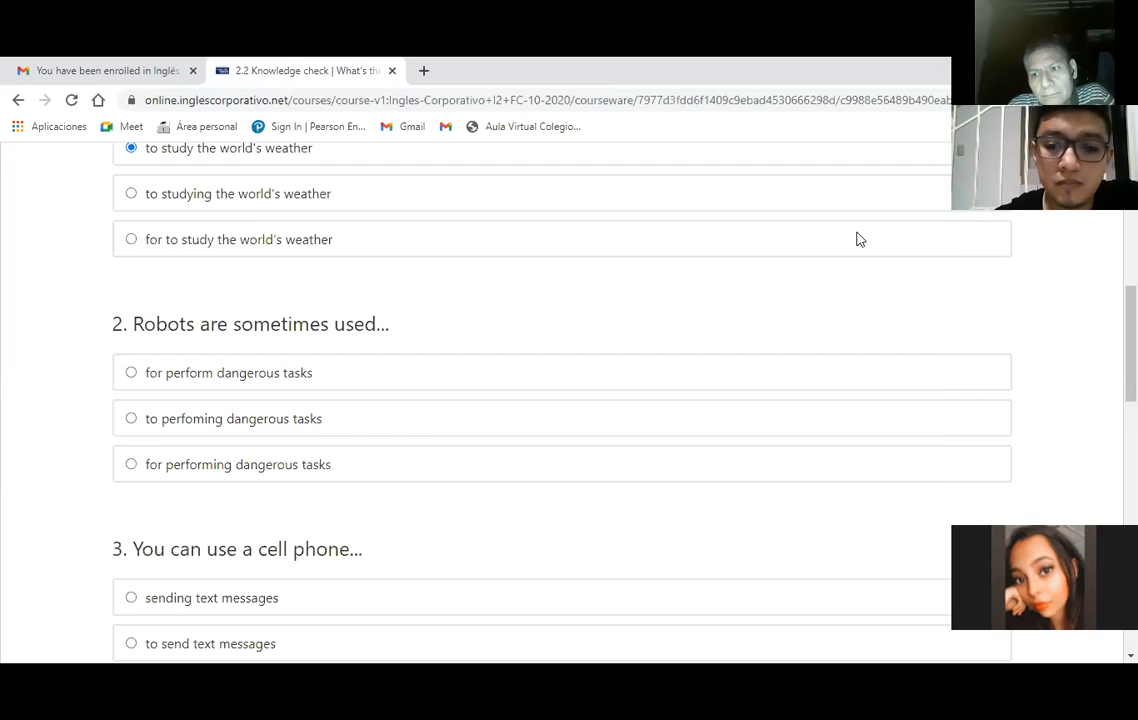 You have been enrolled in Inglés
2.2 Knowledge check | What's thi
online.inglescorporativo.net/courses/course-v1:Ingles-Corporativo+I2+FC-10-2020/courseware/7977d3fdd6f1409c9ebad4530666298d/c9988e56489b490eab
Aplicaciones Meet Área personal Sign In | Pearson En... Gmail Aula Virtual Colegio...
to study the world's weather
to studying the world's weather
for to study the world's weather
2. Robots are sometimes used...
for perform dangerous tasks
to perfoming dangerous tasks
for performing dangerous tasks
3. You can use a cell phone...
sending text messages
to send text messages